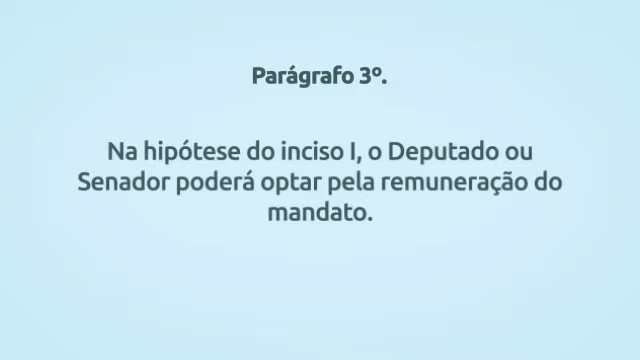 Parágrafo 3º.
Na hipótese do inciso I, o Deputado ou
Senador poderá optar pela remuneração do
mandato.